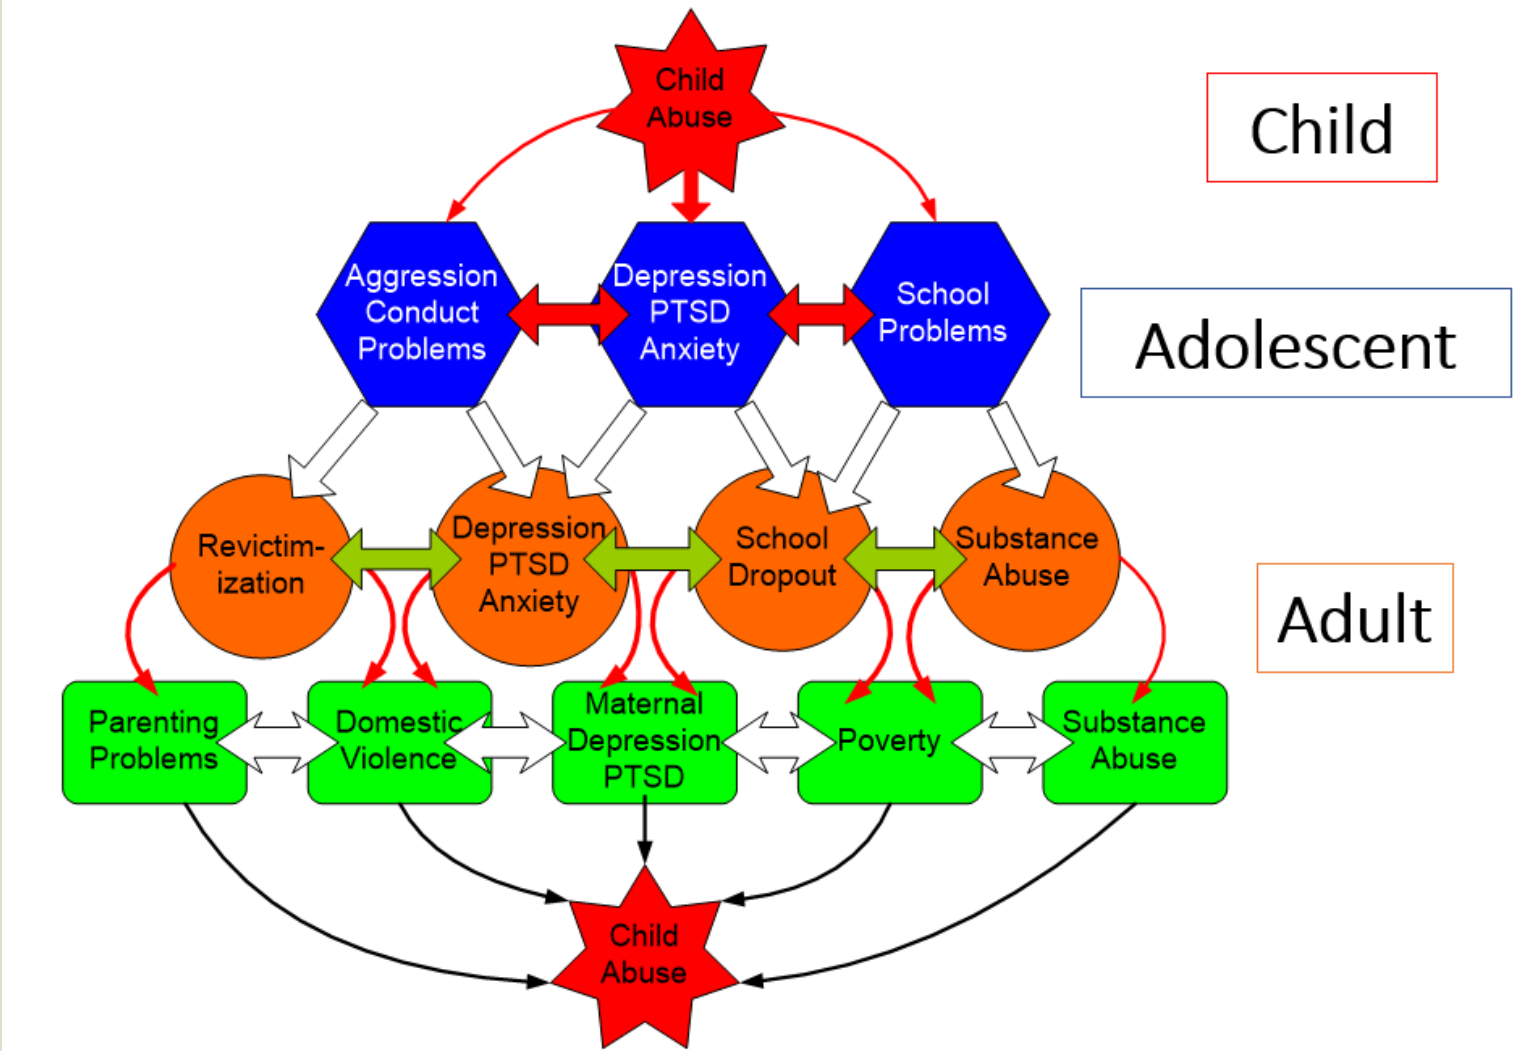 Child
Abuse
Child
Aggression
Conduct
Problems
Depression
PTSD
Anxiety
School
Problems
Adolescent
Revictim-
ization
Depression
PTSD
Anxiety
School
Dropout
Substance
Abuse
Adult
Parenting
Problems
Domestic
Violence
Maternal
Depression
PTSD
Poverty
Substance
Abuse
Child
Abuse